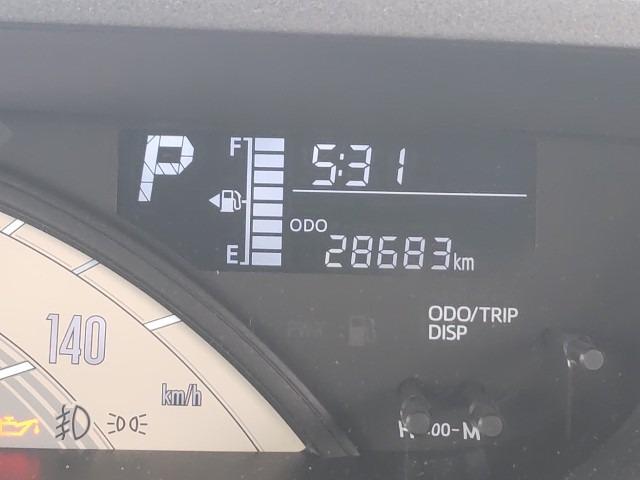 P
F
5:31
ODO
28683km
E
ODO/TRIP
DISP
140
km/h